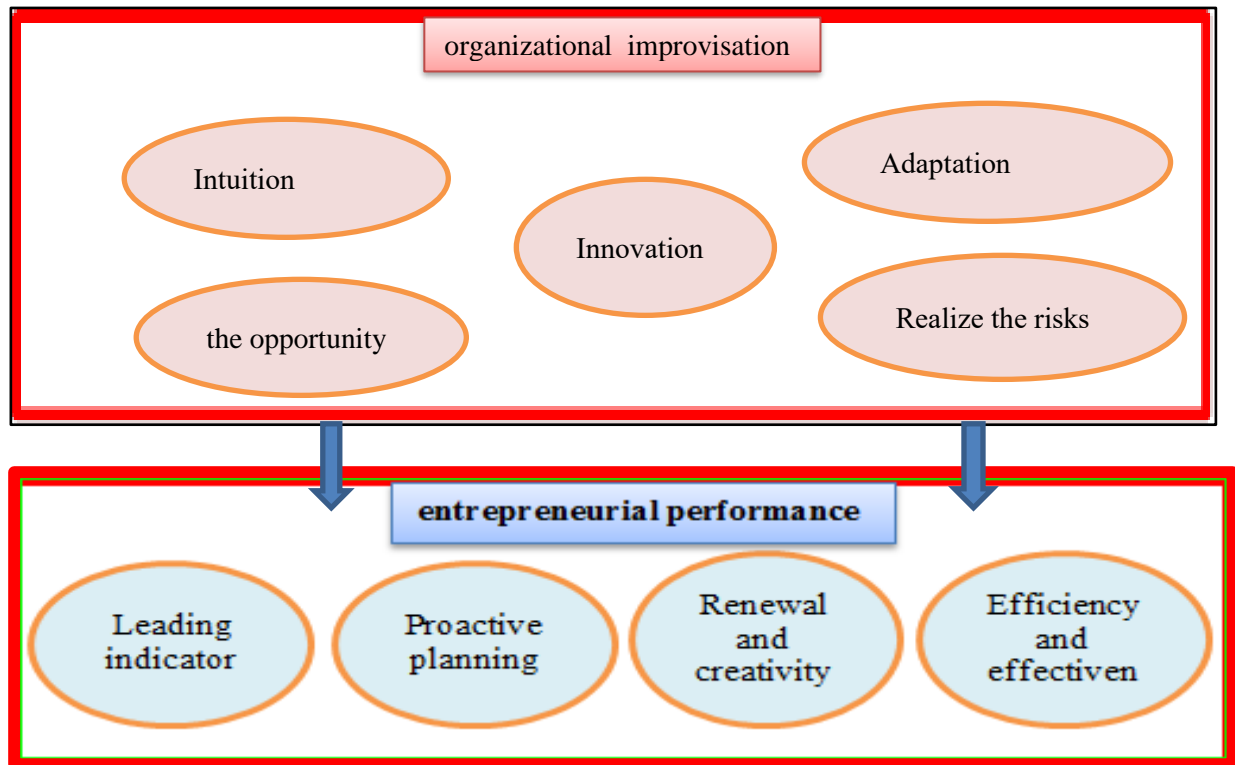 organizational improvisation
Intuition
Adaptation
Innovation
the opportunity
Realize the risks
entrepreneurial performance
Leading
indicator
Proactive
planning
Renewal
and
creativity
Efficiency
and
effectiven